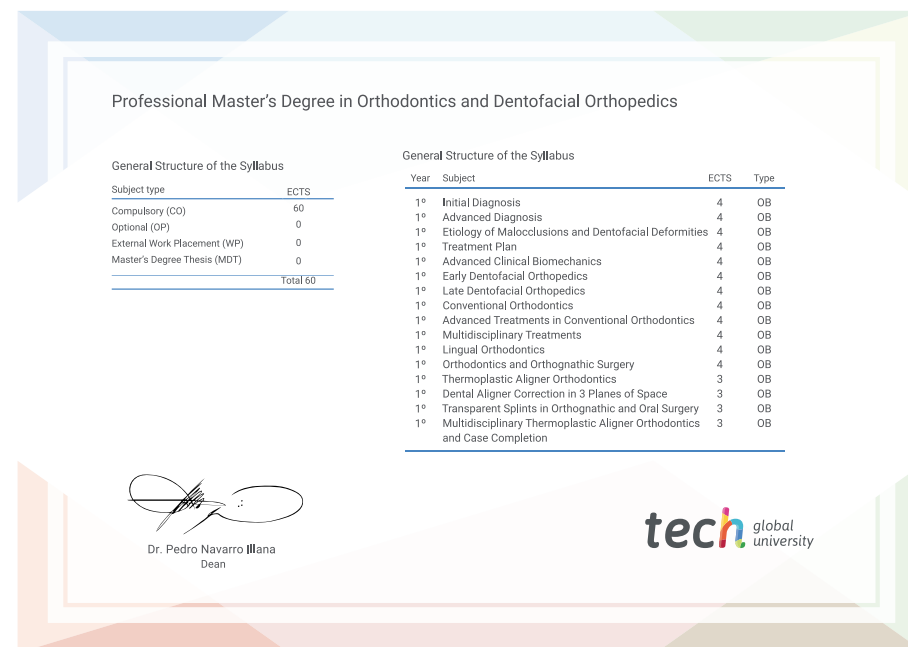 Professional Master's Degree in Orthodontics and Dentofacial Orthopedics
General Structure of the Syllabus
Subject type ECTS
Compulsory (CO) 60
Optional (OP) 0
External Work Placement (WP) 0
Master's Degree Thesis (MDT) 0
Total 60
General Structure of the Syllabus
Year Subject ECTS Type
1º Initial Diagnosis 4 OB
1º Advanced Diagnosis 4 OB
1º Etiology of Malocclusions and Dentofacial Deformities 4 OB
1º Treatment Plan 4 OB
1º Advanced Clinical Biomechanics 4 OB
1º Early Dentofacial Orthopedics 4 OB
1º Late Dentofacial Orthopedics 4 OB
1º Conventional Orthodontics 4 OB
1º Advanced Treatments in Conventional Orthodontics 4 OB
1º Multidisciplinary Treatments 4 OB
1º Lingual Orthodontics 4 OB
1º Orthodontics and Orthognathic Surgery 4 OB
1º Thermoplastic Aligner Orthodontics 3 OB
1º Dental Aligner Correction in 3 Planes of Space 3 OB
1º Transparent Splints in Orthognathic and Oral Surgery 3 OB
1º Multidisciplinary Thermoplastic Aligner Orthodontics 3 OB
and Case Completion
Dr. Pedro Navarro Illana
Dean
tech global
university